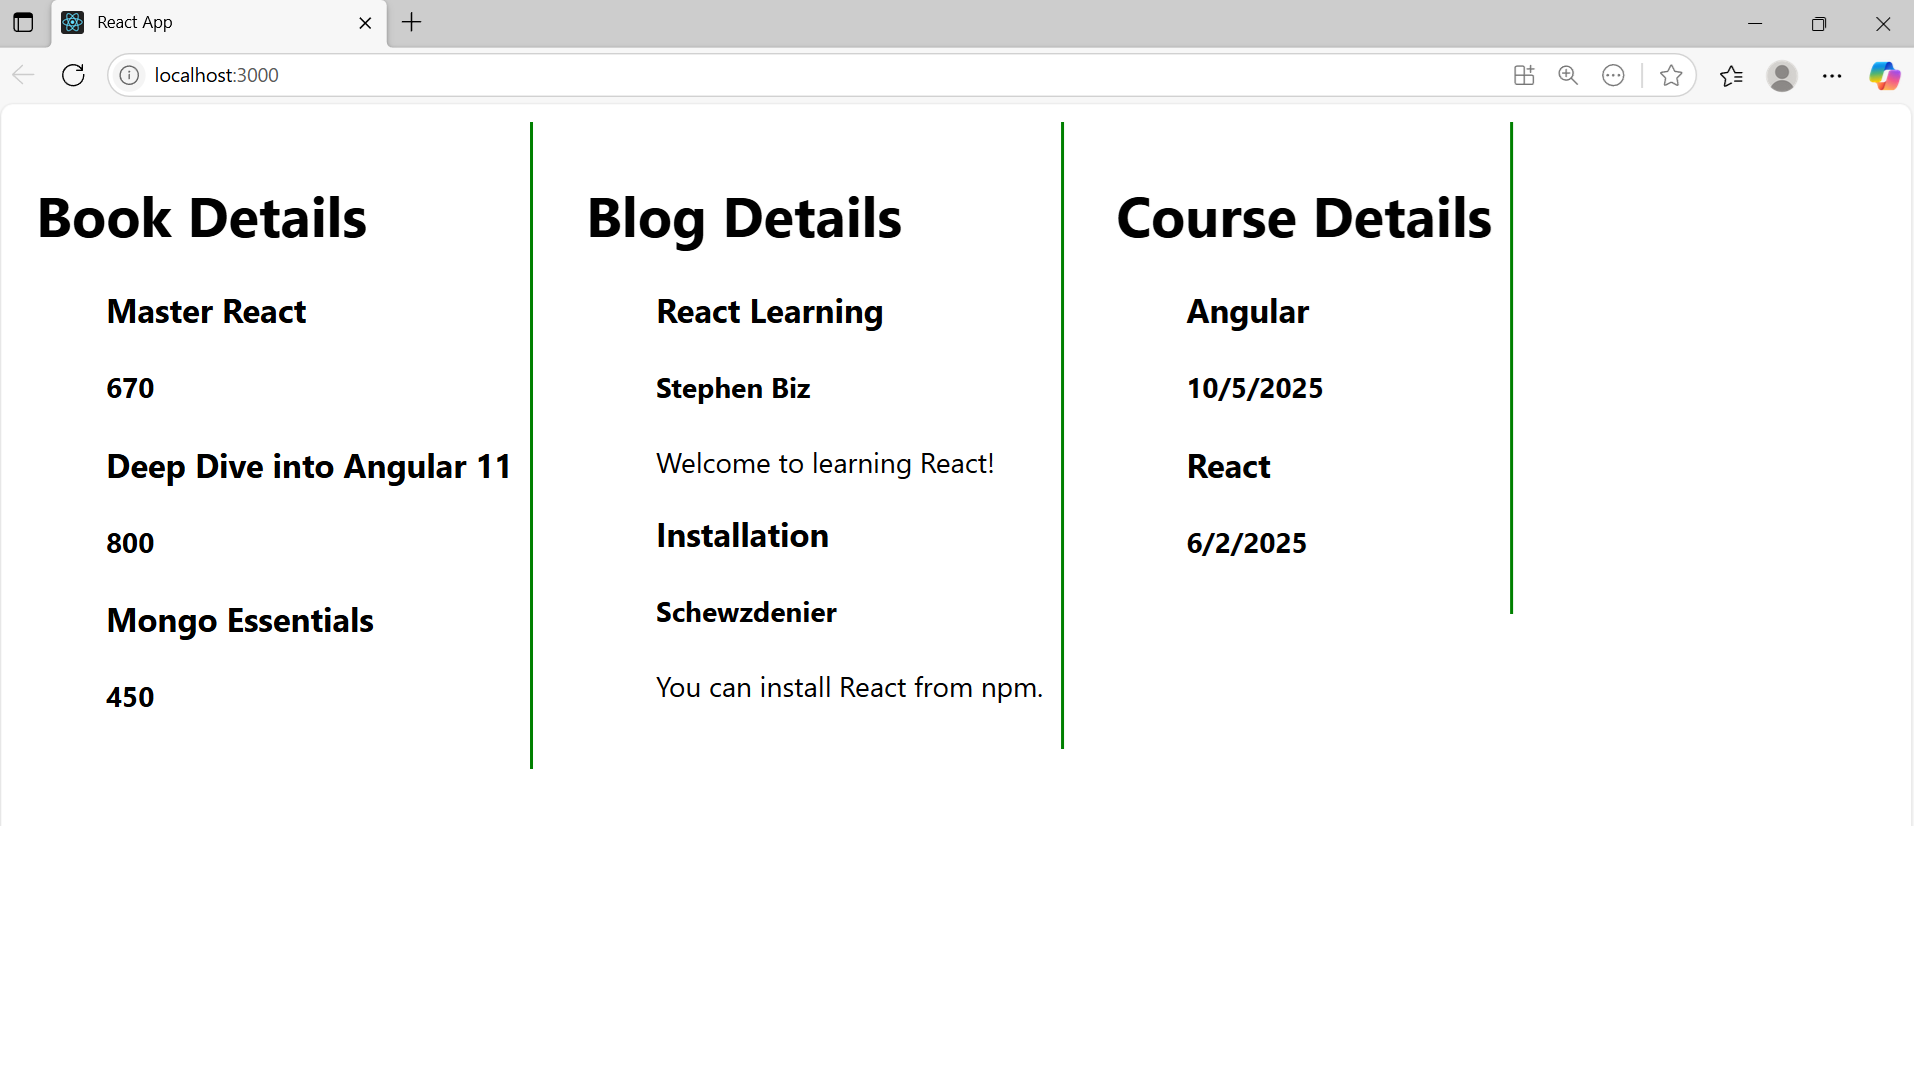 React App
localhost:3000
Book Details
Master React
670
Deep Dive into Angular 11
800
Mongo Essentials
450
Blog Details
React Learning
Stephen Biz
Welcome to learning React!
Installation
Schewzdenier
You can install React from npm.
Course Details
Angular
10/5/2025
React
6/2/2025